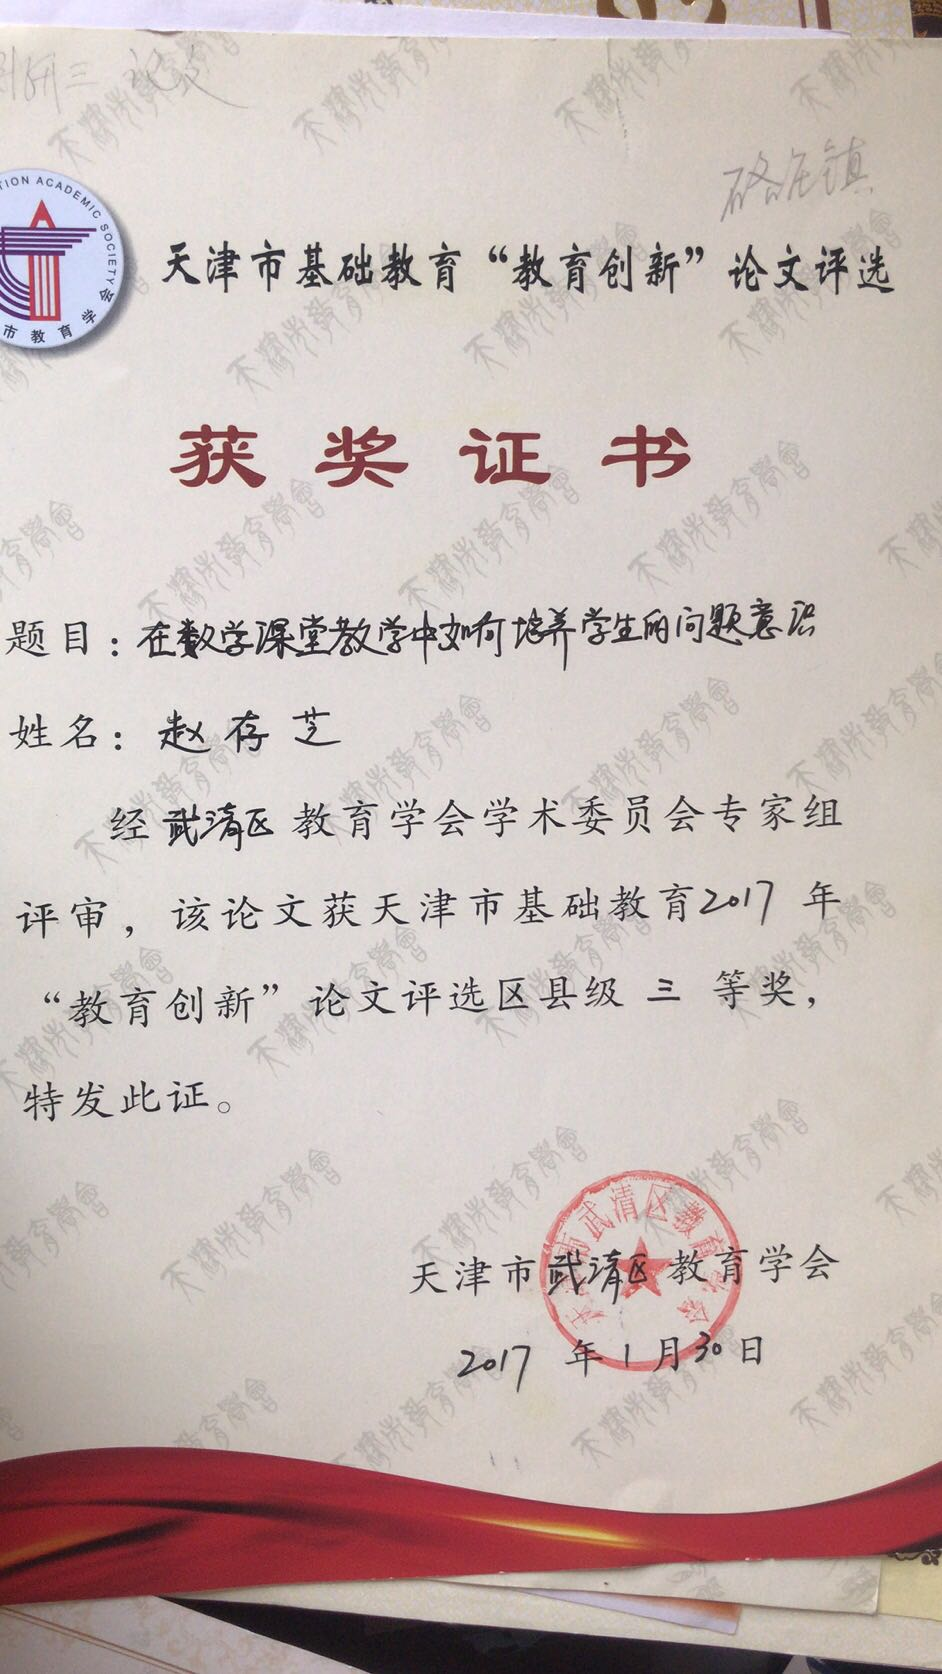 论文
镇
TION ACADEMIC SOCIETY
市教育学会
天津市基础教育“教育创新”论文评选
获奖证书
题目：在数学课堂教学中如何培养学生的问题意识
姓名：赵存芝
经武清区教育学会学术委员会专家组
评审，该论文获天津市基础教育2017年
“教育创新”论文评选区县级三等奖，
特发此证。
天津市武清区教育学会
2017年1月30日